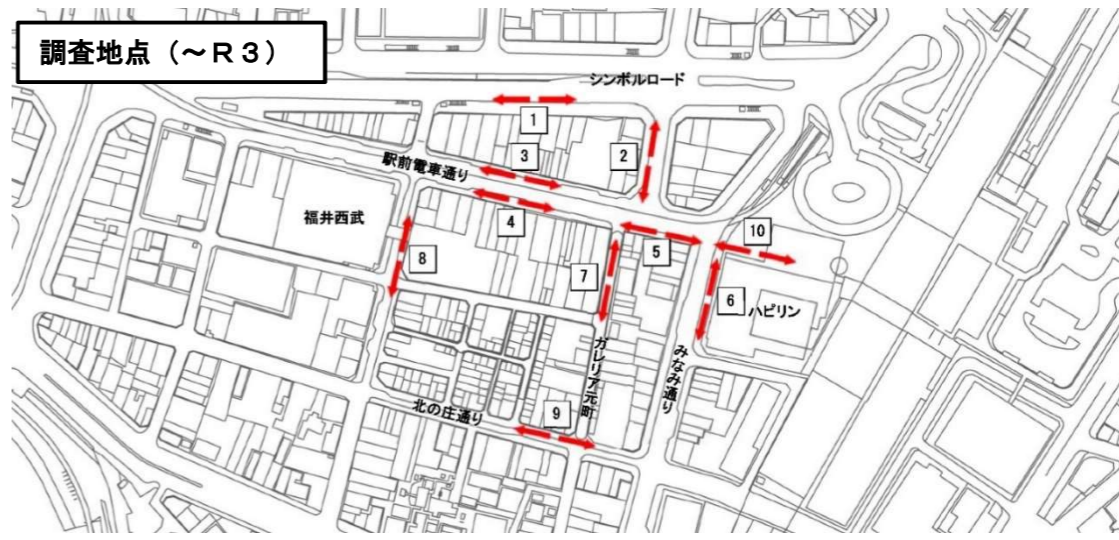 調査地点（～Ｒ３）
シンボルロード
1
2
3
駅前電車通り
4
福井西武
5
10
8
7
6
ハピリン
ガレリア元町
みなみ通り
北の庄通り
9